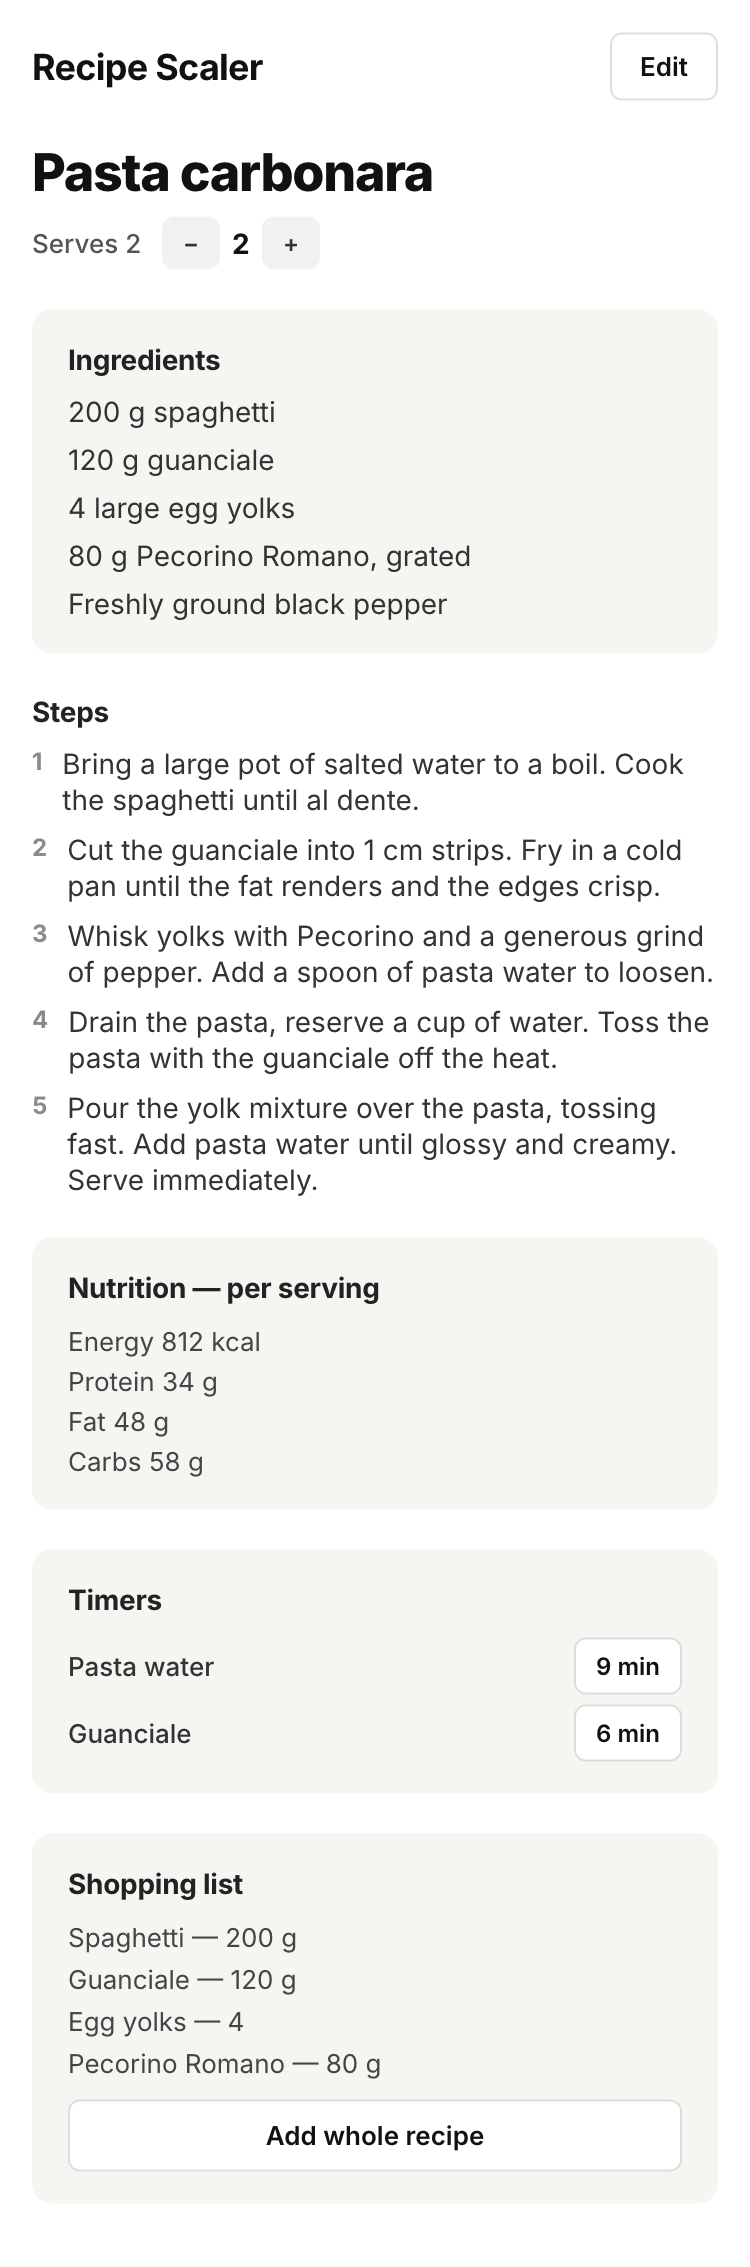 Recipe Scaler
Edit
Pasta carbonara
Serves 2 − 2 +
Ingredients
200 g spaghetti
120 g guanciale
4 large egg yolks
80 g Pecorino Romano, grated
Freshly ground black pepper
Steps
1 Bring a large pot of salted water to a boil. Cook
the spaghetti until al dente.
2 Cut the guanciale into 1 cm strips. Fry in a cold
pan until the fat renders and the edges crisp.
3 Whisk yolks with Pecorino and a generous grind
of pepper. Add a spoon of pasta water to loosen.
4 Drain the pasta, reserve a cup of water. Toss the
pasta with the guanciale off the heat.
5 Pour the yolk mixture over the pasta, tossing
fast. Add pasta water until glossy and creamy.
Serve immediately.
Nutrition — per serving
Energy 812 kcal
Protein 34 g
Fat 48 g
Carbs 58 g
Timers
Pasta water 9 min
Guanciale 6 min
Shopping list
Spaghetti — 200 g
Guanciale — 120 g
Egg yolks — 4
Pecorino Romano — 80 g
Add whole recipe